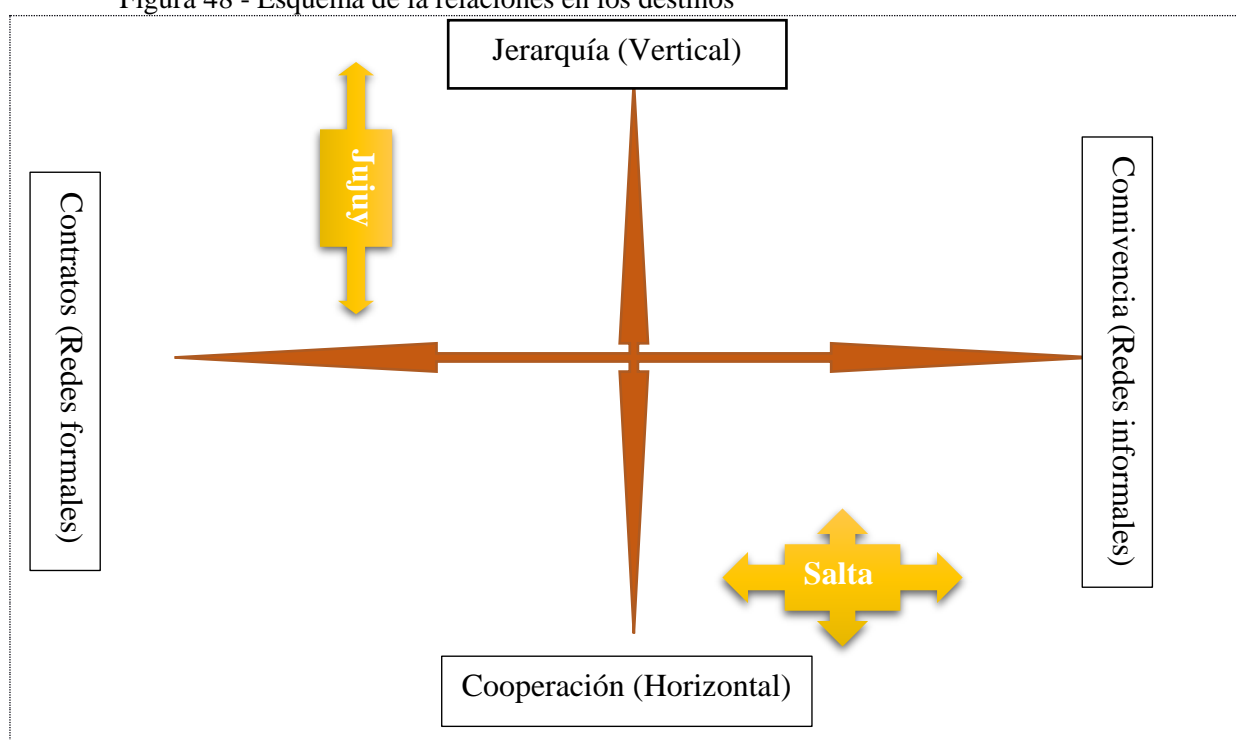 Figura 48 - Esquema de la relaciones en los destinos
Jerarquía (Vertical)
Jujuy
Contratos (Redes formales)
Connivencia (Redes informales)
Salta
Cooperación (Horizontal)